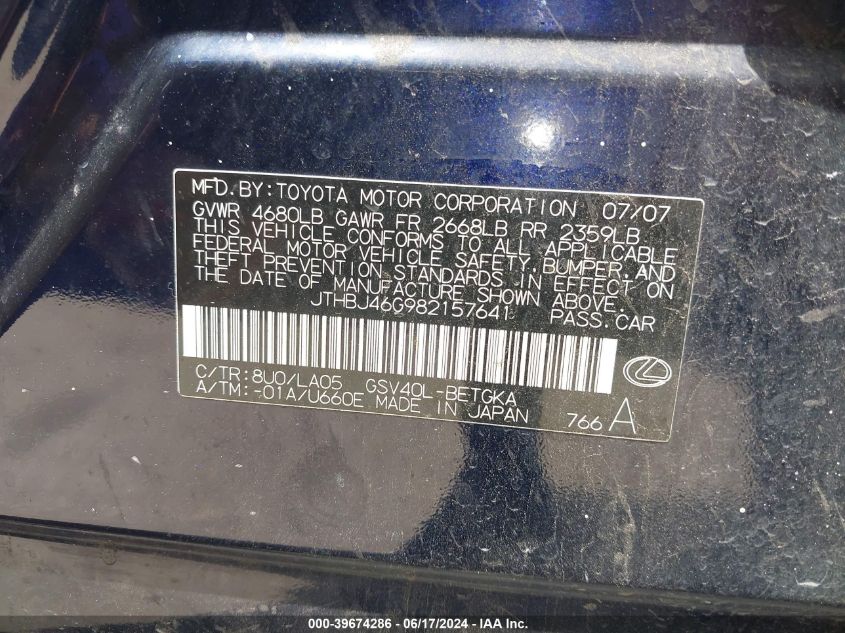 MFD.BY:TOYOTA MOTOR CORPORATION 07/07
GVWR 4680LB GAWR FR 2668LB RR 2359LB
THIS VEHICLE CONFORMS TO ALL APPLICABLE
FEDERAL MOTOR VEHICLE SAFETY,BUMPER,AND
THEFT PREVENTION STANDARDS IN EFFECT ON
THE DATE OF MANUFACTURE SHOWN ABOVE.
JTHBJ46G982157641 PASS.CAR
C/TR:8U0/LA05 GSV40L-BETGKA
A/TM:-01A/U660E MADE IN JAPAN 766 A
000-39674286 / 06/17/2024 - IAAI Inc.